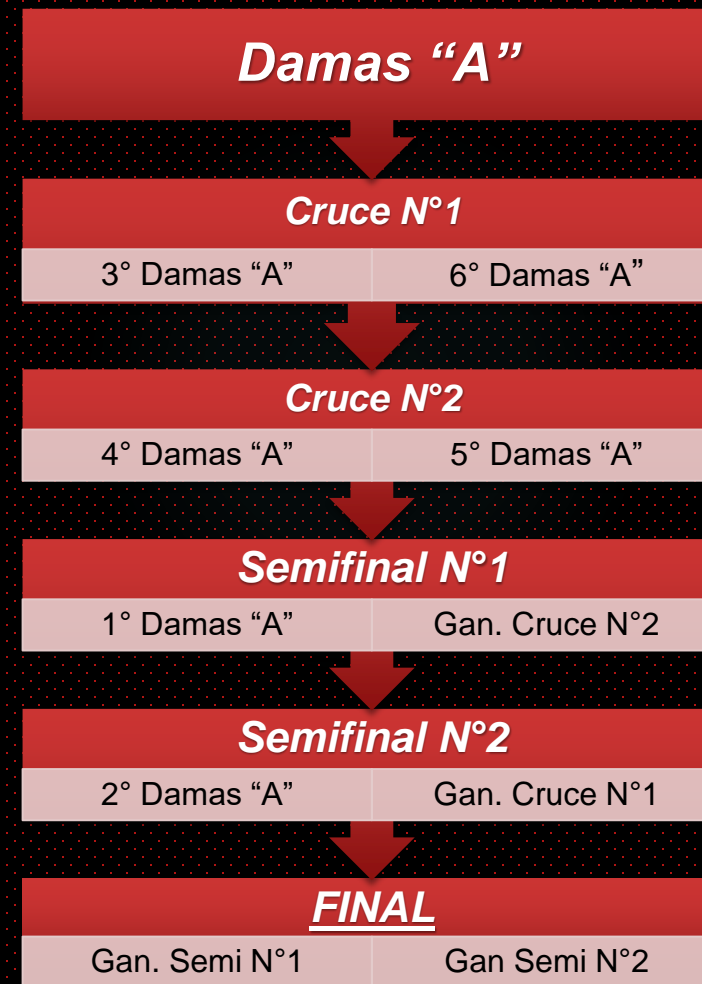 Damas “A”
Cruce N°1
3° Damas “A” 6° Damas “A”
Cruce N°2
4° Damas “A” 5° Damas “A”
Semifinal N°1
1° Damas “A” Gan. Cruce N°2
Semifinal N°2
2° Damas “A” Gan. Cruce N°1
FINAL
Gan. Semi N°1 Gan Semi N°2